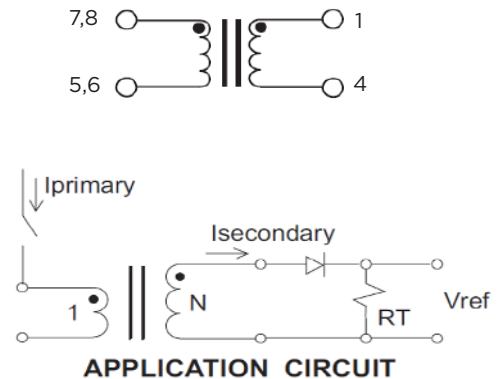 7,8 1
5,6 4
Iprimary
Isecondary
1 N RT Vref
APPLICATION CIRCUIT